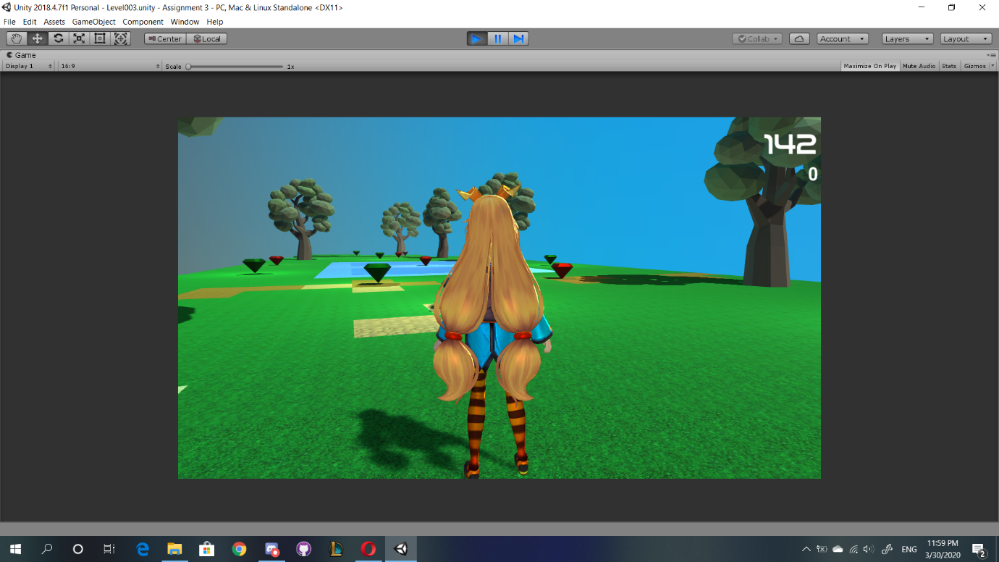 Unity 2018.4.7f1 Personal - Level003.unity - Assignment 3 - PC, Mac & Linux Standalone <DX11>
File Edit Assets GameObject Component Window Help
Center Local Collab Account Layers Layout
Game
Display 1 16:9 Scale 1x Maximize On Play Mute Audio Stats Gizmos
142
0
ENG
11:59 PM
3/30/2020
2